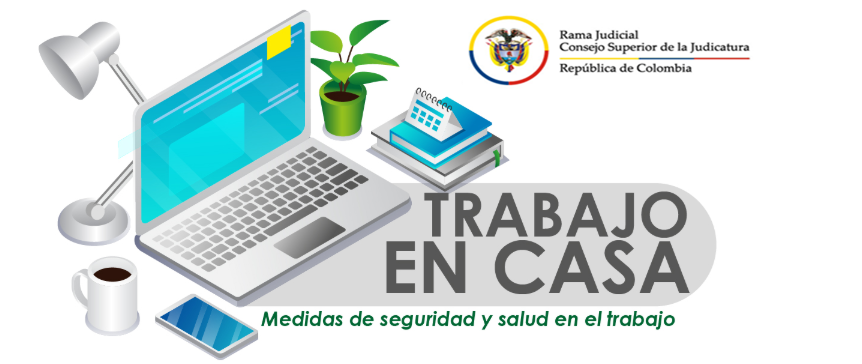 Rama Judicial
Consejo Superior de la Judicatura
República de Colombia
TRABAJO
EN CASA
Medidas de seguridad y salud en el trabajo